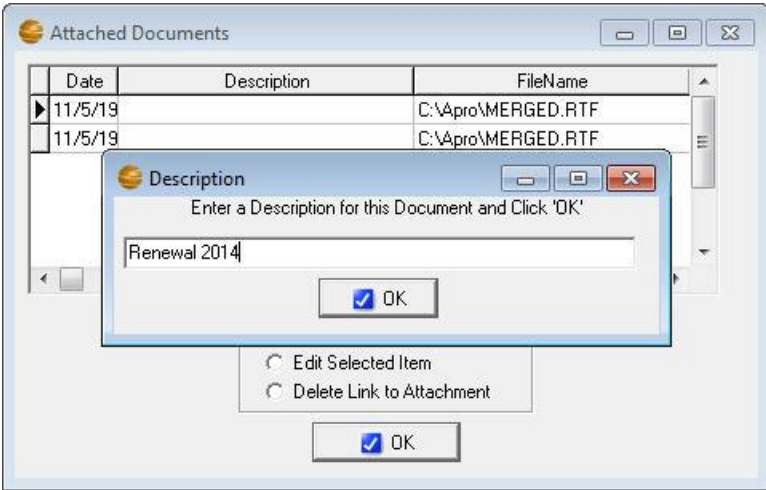 Attached Documents
Date Description FileName
11/5/19 C:\Apro\MERGED.RTF
11/5/19 C:\Apro\MERGED.RTF
Description
Enter a Description for this Document and Click 'OK'
Renewal 2014
OK
Edit Selected Item
Delete Link to Attachment
OK